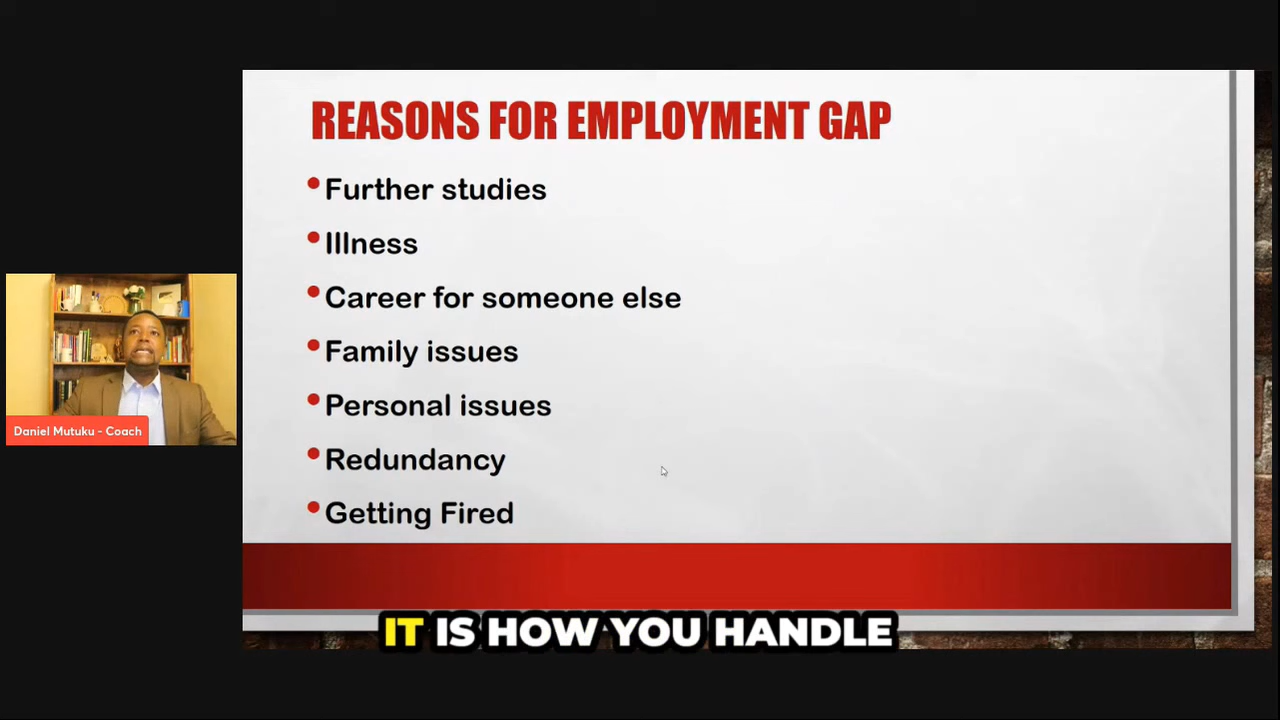 REASONS FOR EMPLOYMENT GAP
•Further studies
•Illness
•Career for someone else
•Family issues
•Personal issues
•Redundancy
•Getting Fired
Daniel Mutuku - Coach
IT IS HOW YOU HANDLE